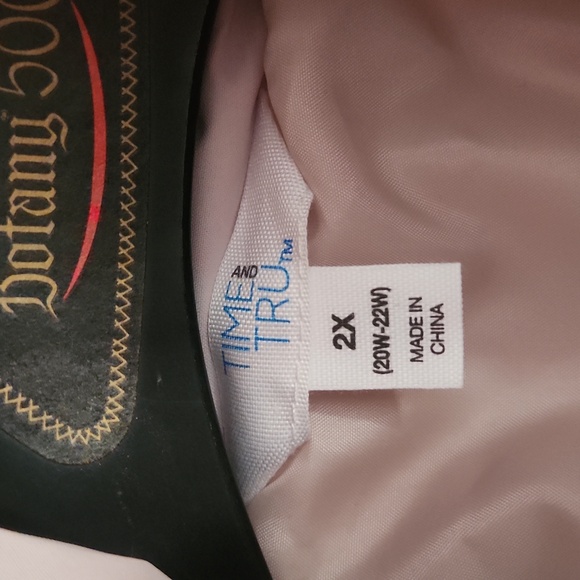 Botany® 500
TIME
AND
TRU™
2X
(20W-22W)
MADE IN
CHINA